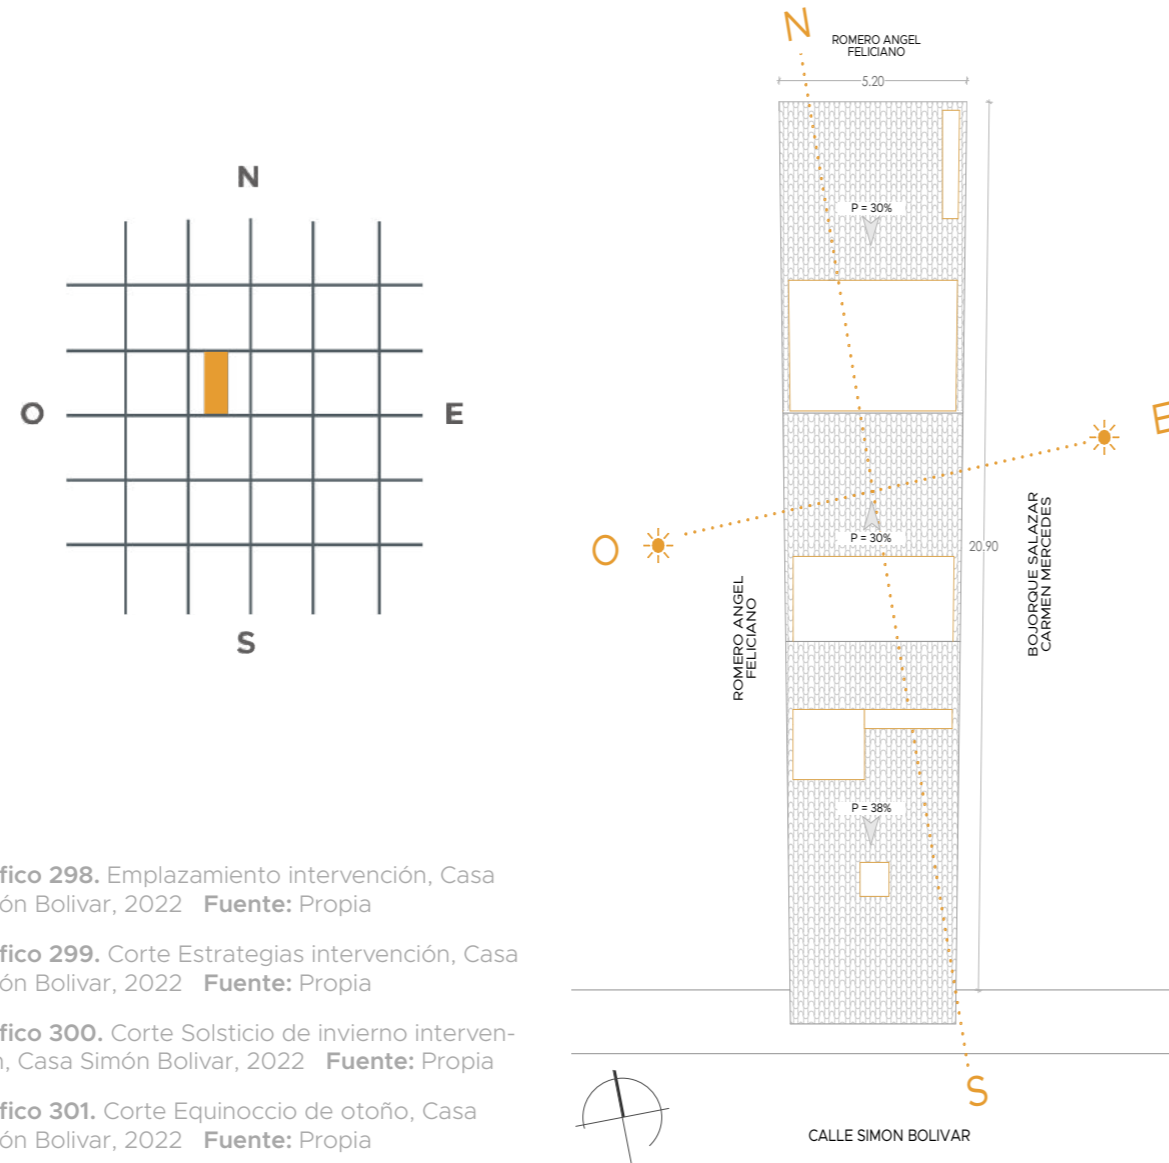 N
O
E
S
fico 298. Emplazamiento intervención, Casa
ón Bolivar, 2022 Fuente: Propia
fico 299. Corte Estrategias intervención, Casa
ón Bolivar, 2022 Fuente: Propia
fico 300. Corte Solsticio de invierno interven-
n, Casa Simón Bolivar, 2022 Fuente: Propia
fico 301. Corte Equinoccio de otoño, Casa
ón Bolivar, 2022 Fuente: Propia
N
ROMERO ANGEL
FELICIANO
5.20
P = 30%
E
O
P = 30%
20.90
ROMERO ANGEL
FELICIANO
BOJORQUE SALAZAR
CARMEN MERCEDES
P = 38%
S
CALLE SIMON BOLIVAR